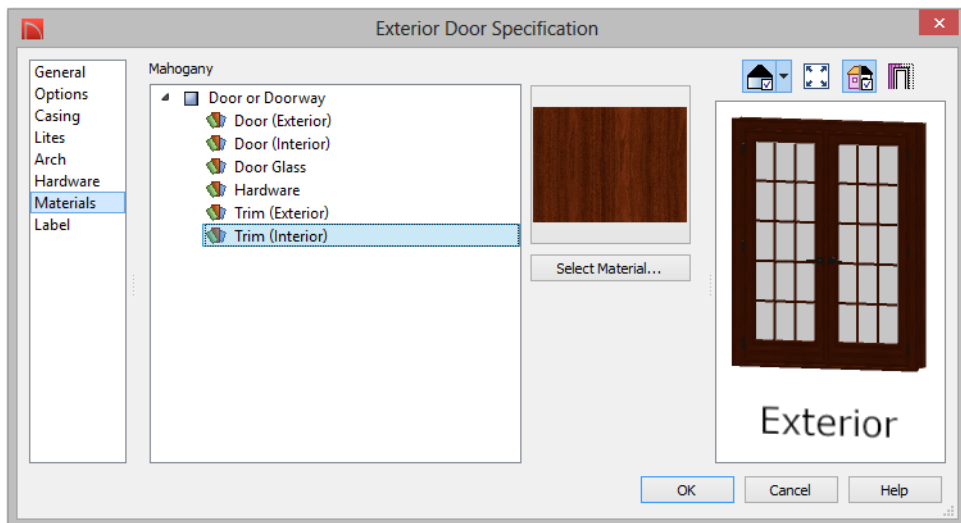 Exterior Door Specification
General
Options
Casing
Lites
Arch
Hardware
Materials
Label
Mahogany
Door or Doorway
Door (Exterior)
Door (Interior)
Door Glass
Hardware
Trim (Exterior)
Trim (Interior)
Select Material...
Exterior
OK
Cancel
Help